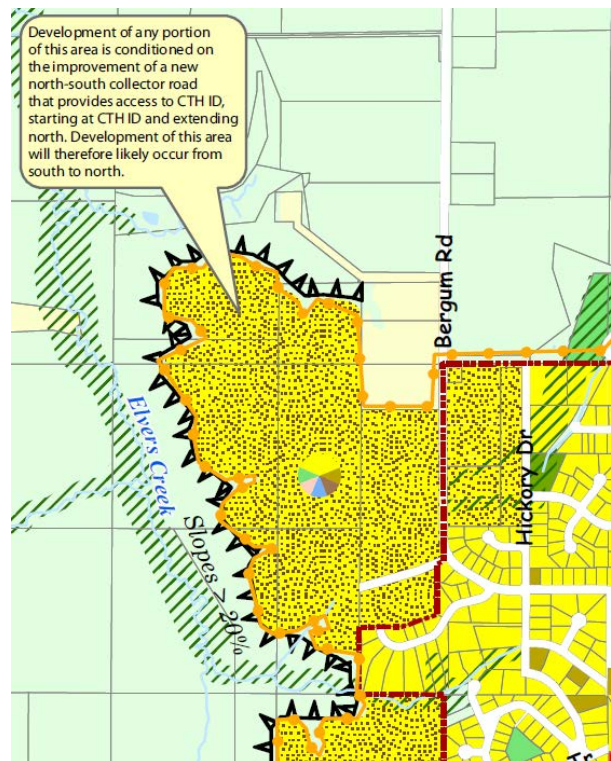 Development of any portion
of this area is conditioned on
the improvement of a new
north-south collector road
that provides access to CTH ID,
starting at CTH ID and extending
north. Development of this area
will therefore likely occur from
south to north.
Bergum Rd
Elvers Creek
Slopes > 20%
Hickory Dr
Tr